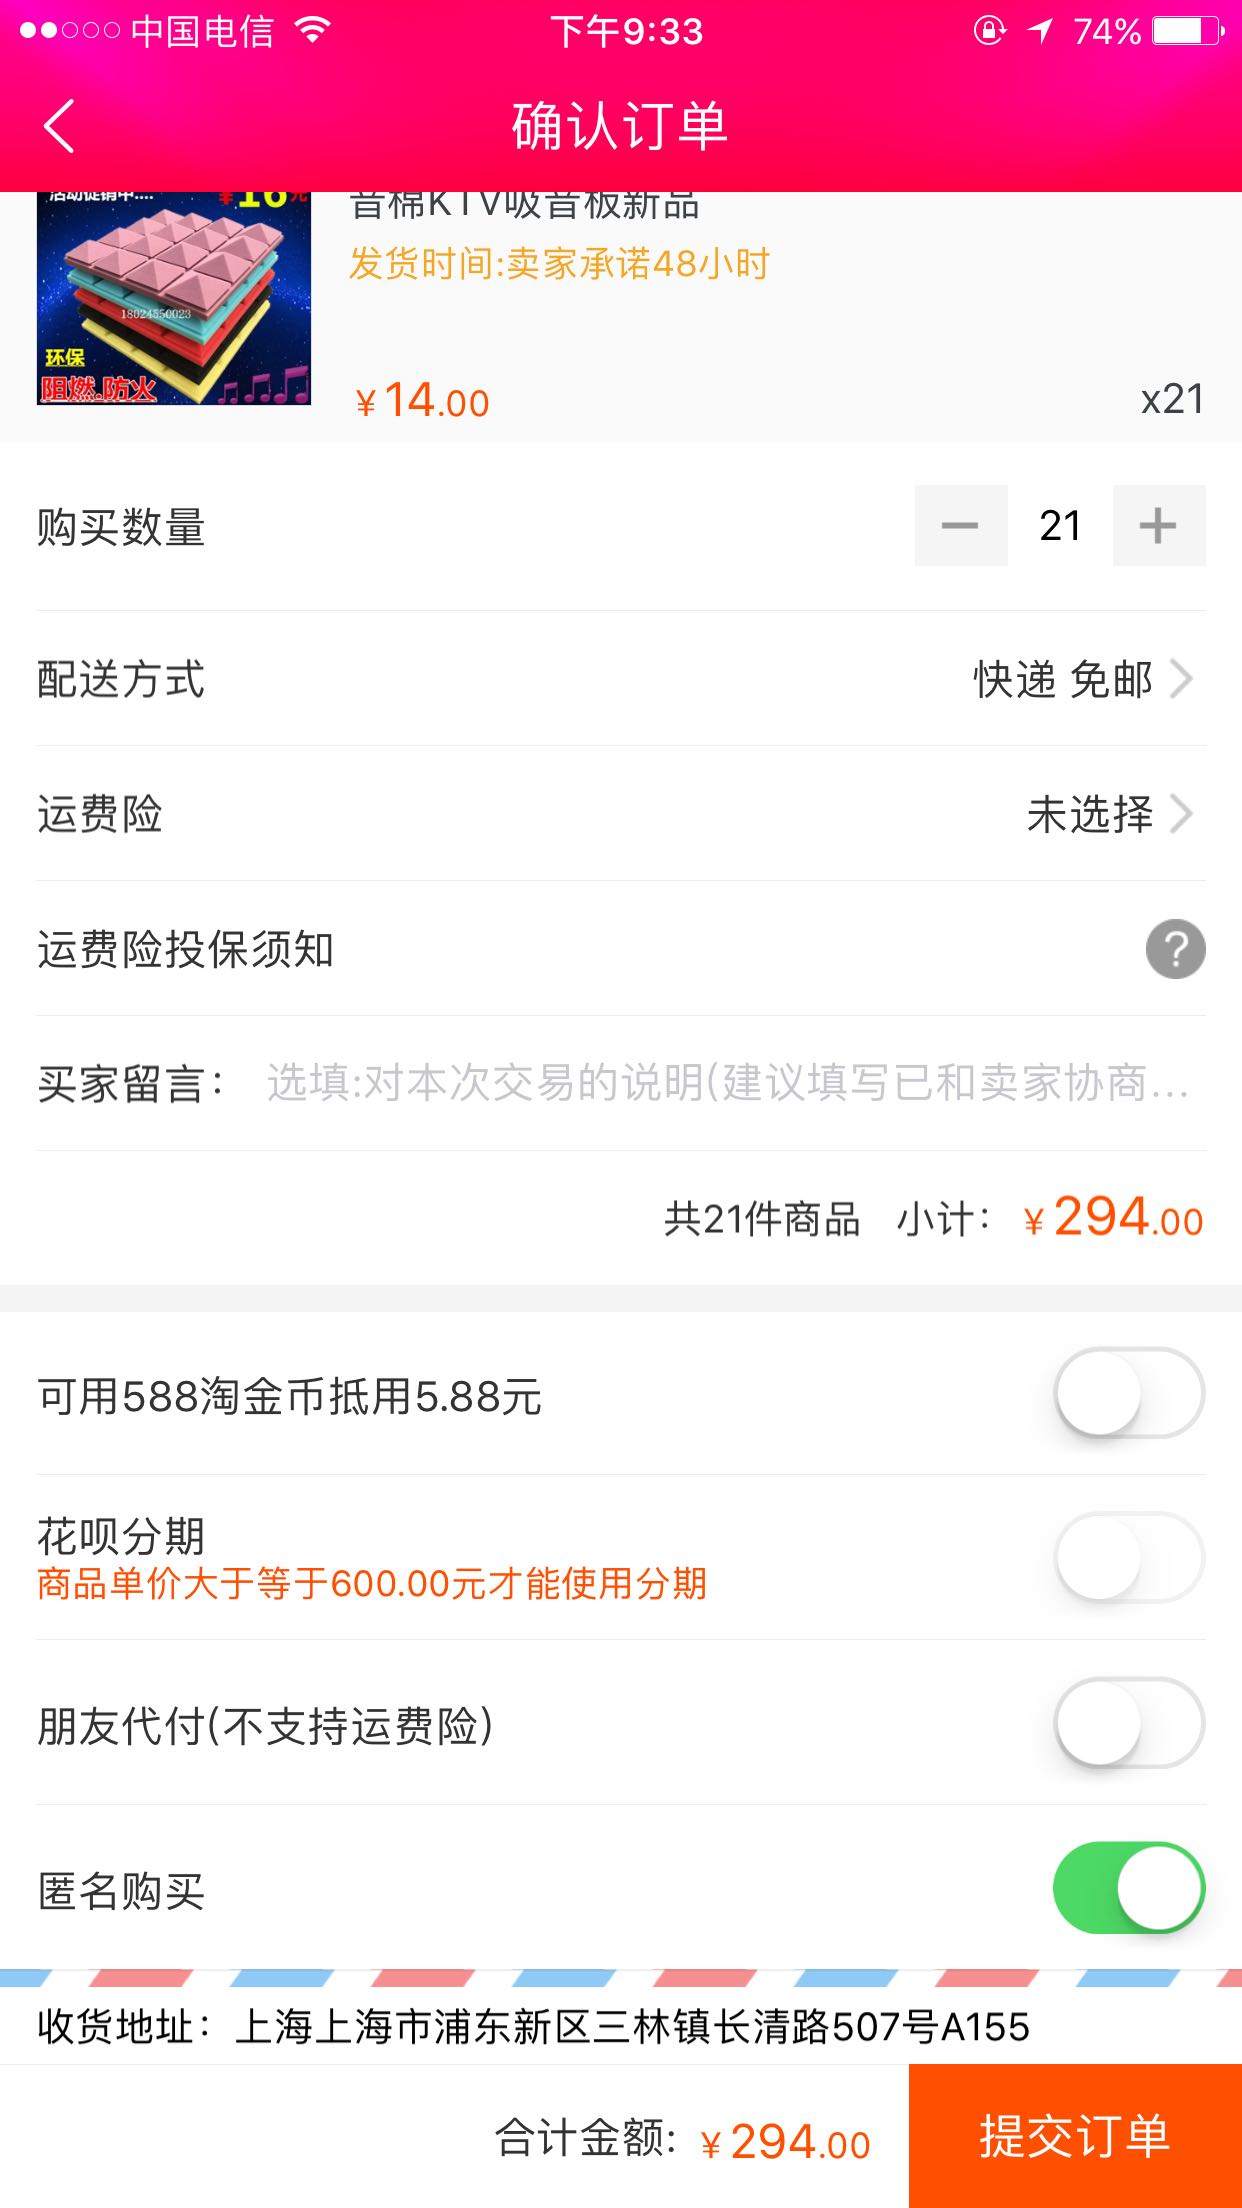 中国电信
下午9:33
74%
确认订单
活动促销中....
¥16元
18024550023
环保
阻燃.防火
音棉KTV吸音板新品
发货时间:卖家承诺48小时
¥14.00
x21
购买数量
21
配送方式
快递 免邮
运费险
未选择
运费险投保须知
?
买家留言:
选填:对本次交易的说明(建议填写已和卖家协商...
共21件商品 小计: ¥294.00
可用588淘金币抵用5.88元
花呗分期
商品单价大于等于600.00元才能使用分期
朋友代付(不支持运费险)
匿名购买
收货地址: 上海上海市浦东新区三林镇长清路507号A155
合计金额: ¥294.00
提交订单